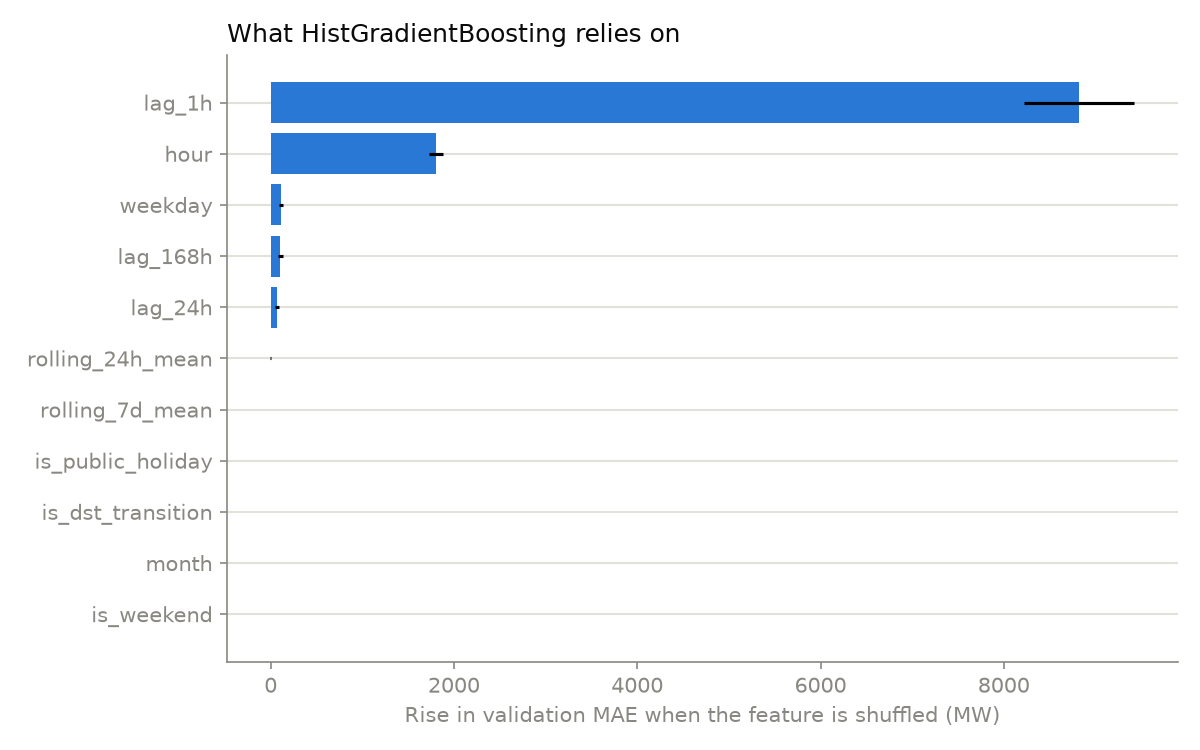 What HistGradientBoosting relies on
lag_1h
hour
weekday
lag_168h
lag_24h
rolling_24h_mean
rolling_7d_mean
is_public_holiday
is_dst_transition
month
is_weekend
0 2000 4000 6000 8000
Rise in validation MAE when the feature is shuffled (MW)